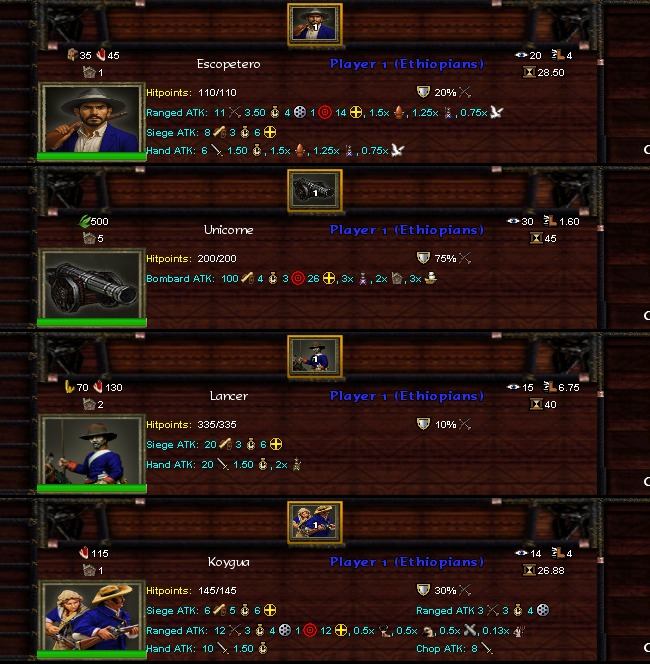 1
35 45
Escopetero
Player 1 (Ethiopians)
20 4
1
28.50
Hitpoints: 110/110
20%
Ranged ATK: 11 3.50 4 1 14 , 1.5x , 1.25x , 0.75x
Siege ATK: 8 3 6
Hand ATK: 6 1.50 , 1.5x , 1.25x , 0.75x
1
500
Unicorne
Player 1 (Ethiopians)
30 1.60
5
45
Hitpoints: 200/200
75%
Bombard ATK: 100 4 3 26 , 3x , 2x , 3x
1
70 130
Lancer
Player 1 (Ethiopians)
15 6.75
2
40
Hitpoints: 335/335
10%
Siege ATK: 20 3 6
Hand ATK: 20 1.50 , 2x
1
115
Koygua
Player 1 (Ethiopians)
14 4
1
26.88
Hitpoints: 145/145
30%
Siege ATK: 6 5 6
Ranged ATK 3 3 4
Ranged ATK: 12 3 4 1 12 , 0.5x , 0.5x , 0.5x , 0.13x
Hand ATK: 10 1.50
Chop ATK: 8